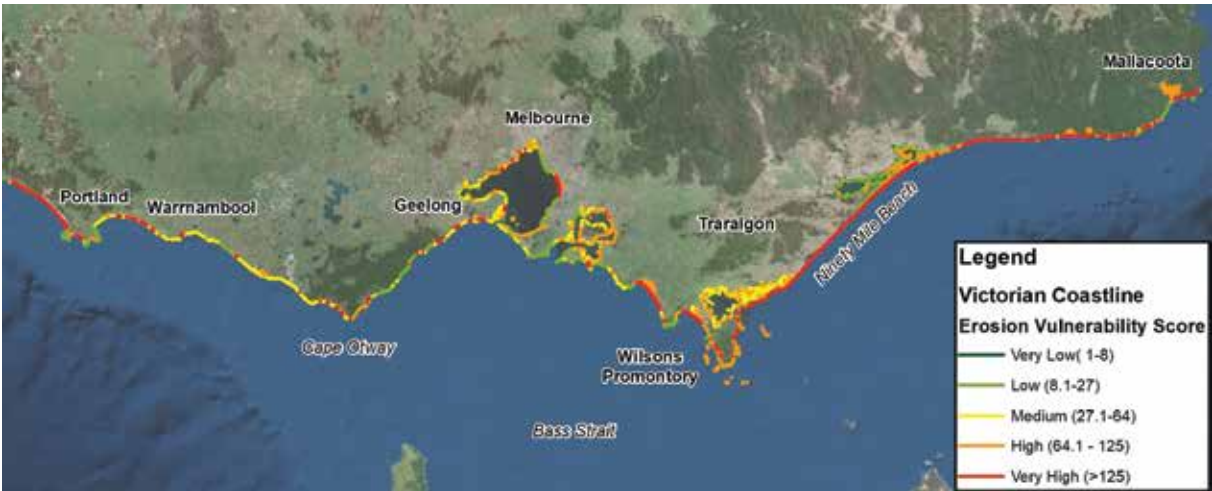 Mallacoota
Melbourne
Portland
Warrnambool
Geelong
Traralgon
Ninety Mile Beach
Cape Otway
Wilsons
Promontory
Bass Strait
Legend
Victorian Coastline
Erosion Vulnerability Score
Very Low( 1-8)
Low (8.1-27)
Medium (27.1-64)
High (64.1 - 125)
Very High (>125)